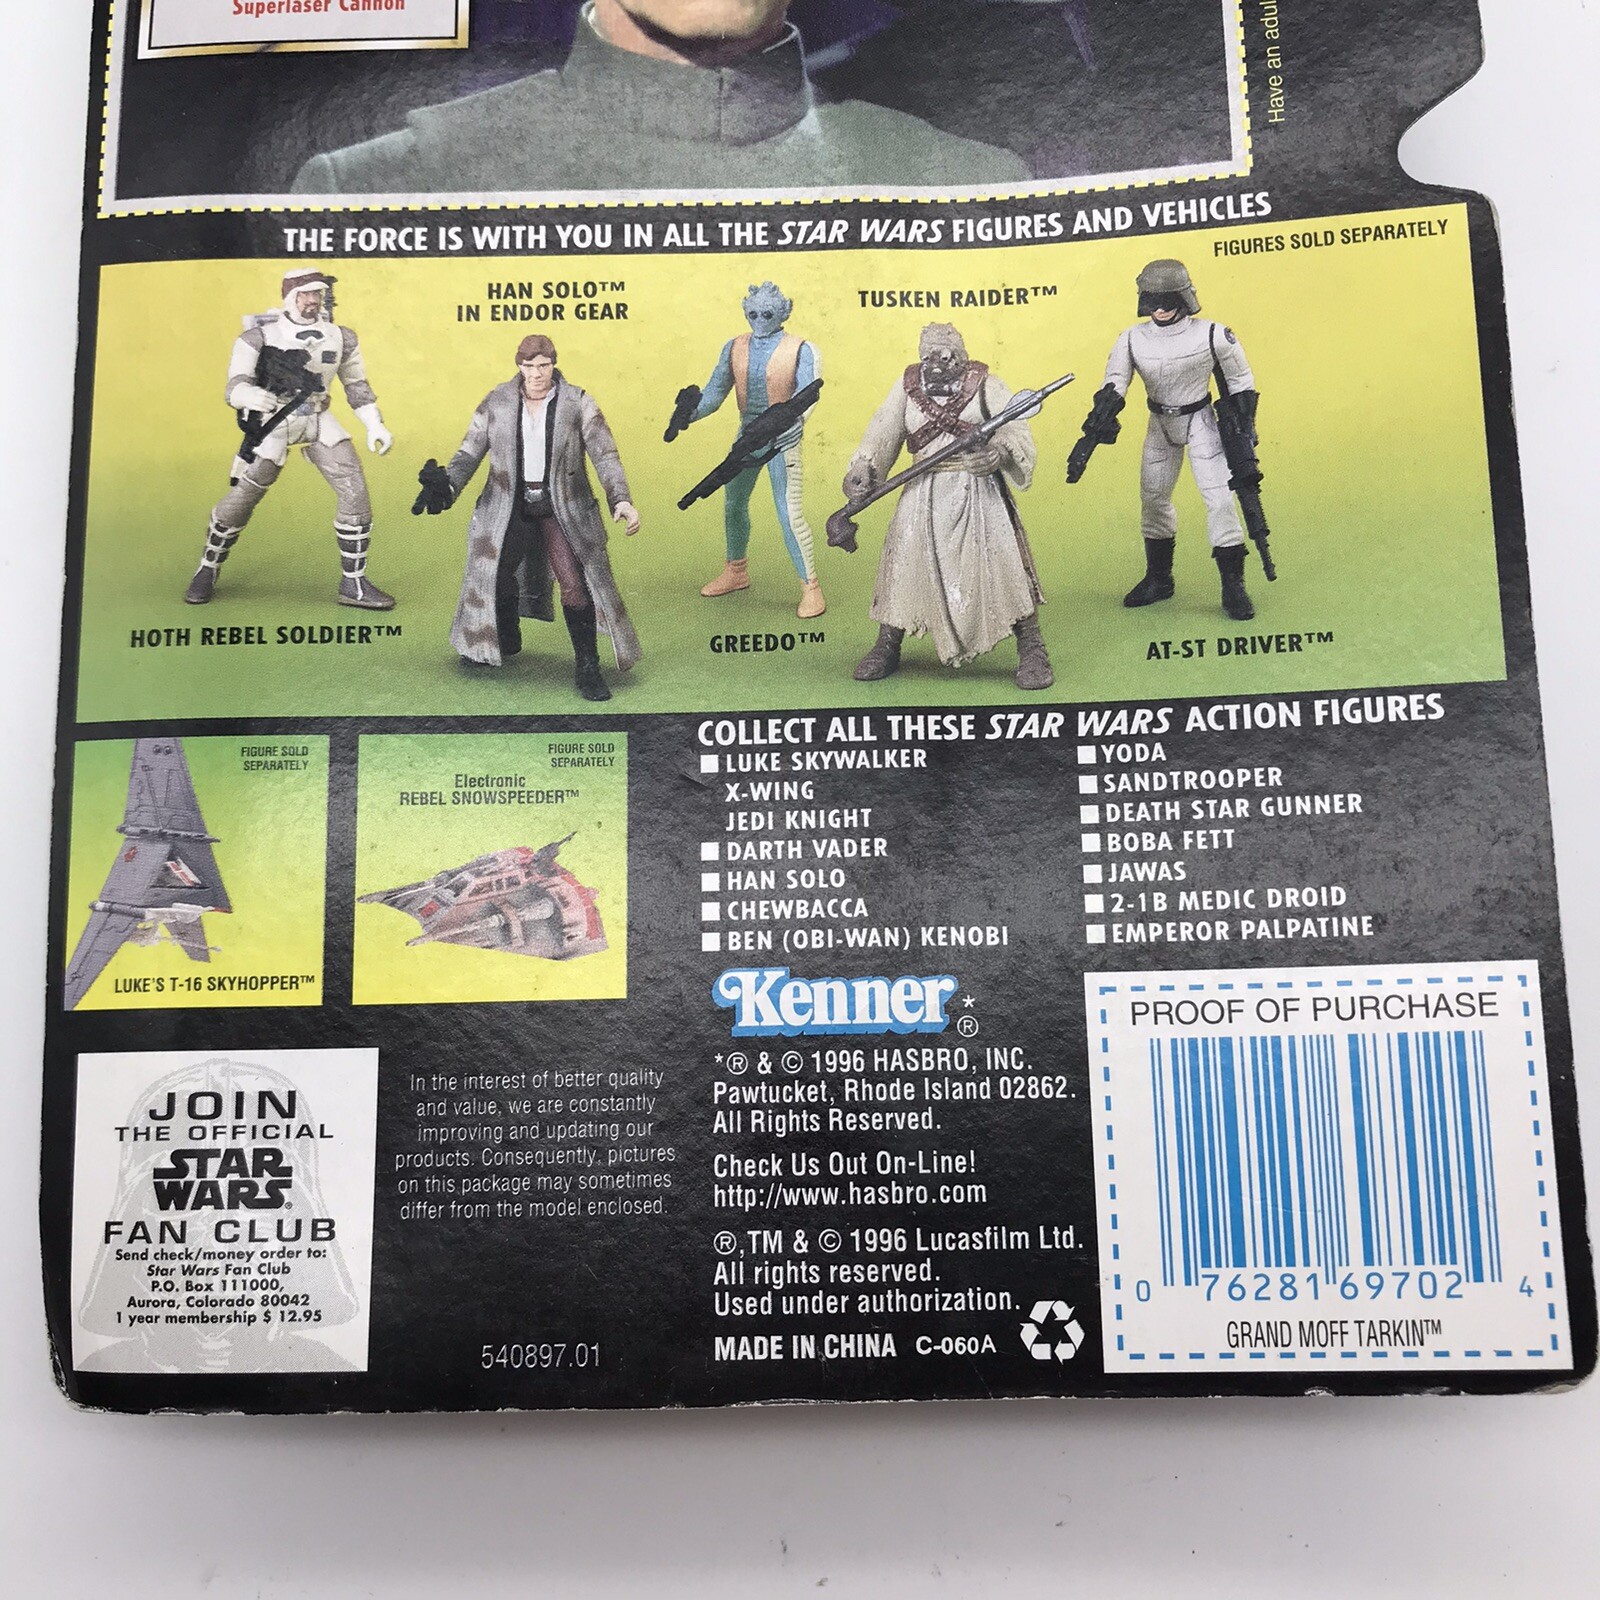 Superlaser Cannon
Have an adul
THE FORCE IS WITH YOU IN ALL THE STAR WARS FIGURES AND VEHICLES
FIGURES SOLD SEPARATELY
HAN SOLO™
IN ENDOR GEAR
TUSKEN RAIDER™
HOTH REBEL SOLDIER™
GREEDO™
AT-ST DRIVER™
FIGURE SOLD
SEPARATELY
LUKE'S T-16 SKYHOPPER™
FIGURE SOLD
SEPARATELY
Electronic
REBEL SNOWSPEEDER™
COLLECT ALL THESE STAR WARS ACTION FIGURES
■ LUKE SKYWALKER
X-WING
JEDI KNIGHT
■ DARTH VADER
■ HAN SOLO
■ CHEWBACCA
■ BEN (OBI-WAN) KENOBI
■ YODA
■ SANDTROOPER
■ DEATH STAR GUNNER
■ BOBA FETT
■ JAWAS
■ 2-1B MEDIC DROID
■ EMPEROR PALPATINE
JOIN
THE OFFICIAL
STAR
WARS®
FAN CLUB
Send check/money order to:
Star Wars Fan Club
P.O. Box 111000,
Aurora, Colorado 80042
1 year membership $ 12.95
In the interest of better quality
and value, we are constantly
improving and updating our
products. Consequently, pictures
on this package may sometimes
differ from the model enclosed.
540897.01
Kenner*®
*® & © 1996 HASBRO, INC.
Pawtucket, Rhode Island 02862.
All Rights Reserved.
Check Us Out On-Line!
http://www.hasbro.com
®,TM & © 1996 Lucasfilm Ltd.
All rights reserved.
Used under authorization.
MADE IN CHINA C-060A
PROOF OF PURCHASE
0 76281 69702 4
GRAND MOFF TARKIN™